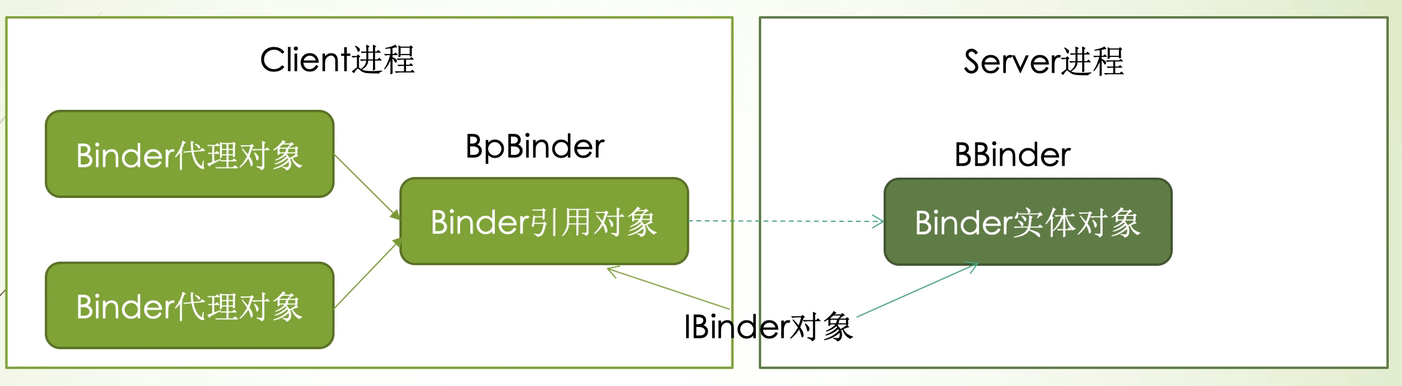 Client进程
Server进程
Binder代理对象
BpBinder
BBinder
Binder引用对象
Binder实体对象
Binder代理对象
IBinder对象